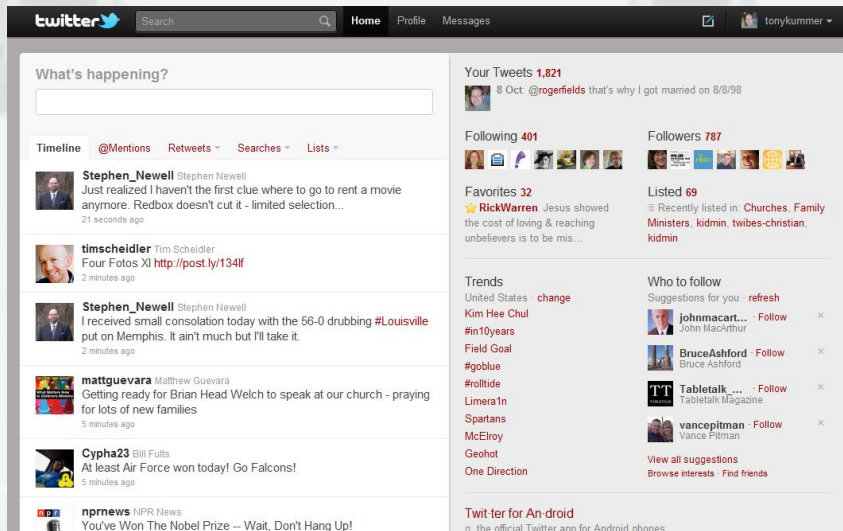 twitter
Search
Home Profile Messages
tonykummer
What's happening?
Timeline @Mentions Retweets Searches Lists
Stephen_Newell Stephen Newell
Just realized I haven't the first clue where to go to rent a movie
anymore. Redbox doesn't cut it - limited selection...
21 seconds ago
timscheidler Tim Scheidler
Four Fotos XI http://post.ly/134lf
2 minutes ago
Stephen_Newell Stephen Newell
I received small consolation today with the 56-0 drubbing #Louisville
put on Memphis. It ain't much but I'll take it.
2 minutes ago
mattguevara Matthew Guevara
Getting ready for Brian Head Welch to speak at our church - praying
for lots of new families
5 minutes ago
Cypha23 Bill Fults
At least Air Force won today! Go Falcons!
5 minutes ago
npr
nprnews NPR News
You've Won The Nobel Prize -- Wait, Don't Hang Up!
Your Tweets 1,821
8 Oct: @rogerfields that's why I got married on 8/8/98
Following 401
Followers 787
Favorites 32
RickWarren Jesus showed
the cost of loving & reaching
unbelievers is to be mis...
Listed 69
Recently listed in: Churches, Family
Ministers, kidmin, twibes-christian,
kidmin
Trends
United States · change
Kim Hee Chul
#in10years
Field Goal
#goblue
#rolltide
Limera1n
Spartans
McElroy
Geohot
One Direction
Who to follow
Suggestions for you · refresh
johnmacart... · Follow
John MacArthur
BruceAshford · Follow
Bruce Ashford
TT
TABLETALK
Tabletalk_... · Follow
Tabletalk Magazine
vancepitman · Follow
Vance Pitman
View all suggestions
Browse interests · Find friends
Twit·ter for An·droid
n. the official Twitter app for Android phones